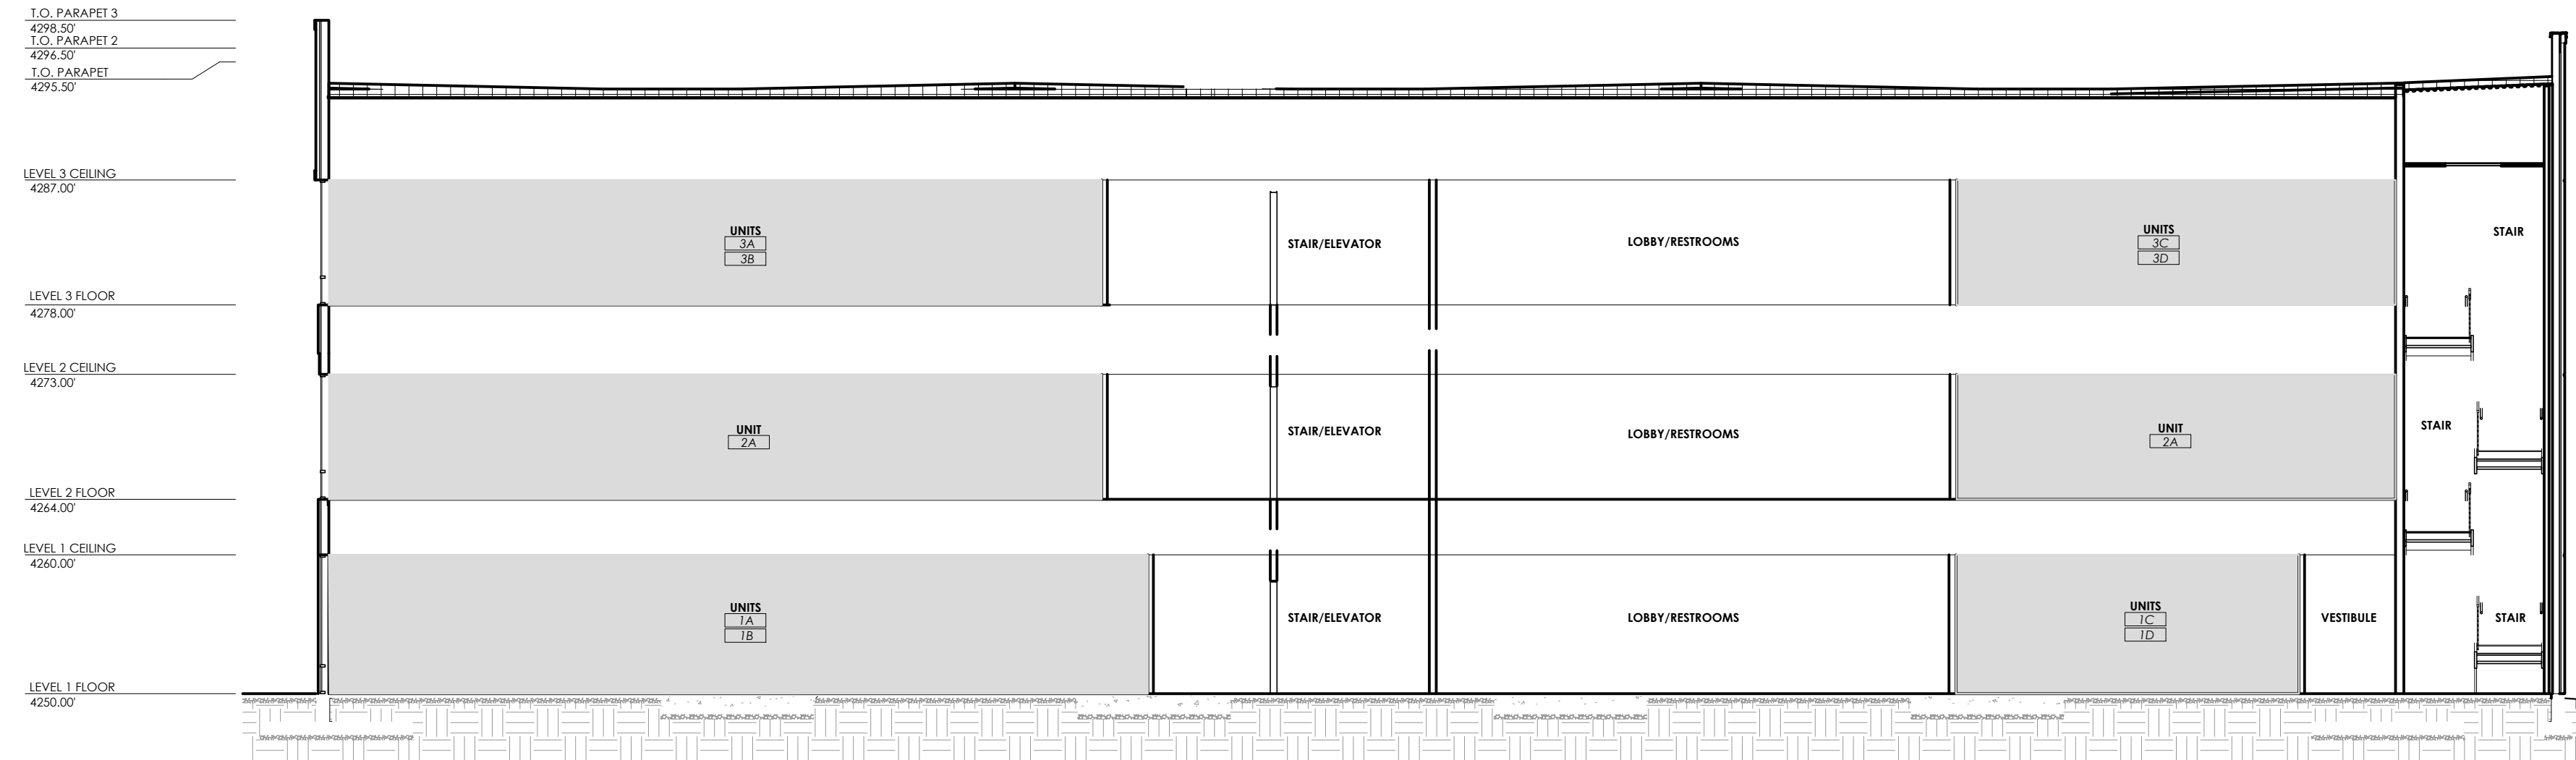 T.O. PARAPET 3
4298.50'
T.O. PARAPET 2
4296.50'
T.O. PARAPET
4295.50'
LEVEL 3 CEILING
4287.00'
UNITS
3A
3B
STAIR/ELEVATOR
LOBBY/RESTROOMS
UNITS
3C
3D
STAIR
LEVEL 3 FLOOR
4278.00'
LEVEL 2 CEILING
4273.00'
UNIT
2A
STAIR/ELEVATOR
LOBBY/RESTROOMS
UNIT
2A
STAIR
LEVEL 2 FLOOR
4264.00'
LEVEL 1 CEILING
4260.00'
UNITS
1A
1B
STAIR/ELEVATOR
LOBBY/RESTROOMS
UNITS
1C
1D
VESTIBULE
STAIR
LEVEL 1 FLOOR
4250.00'